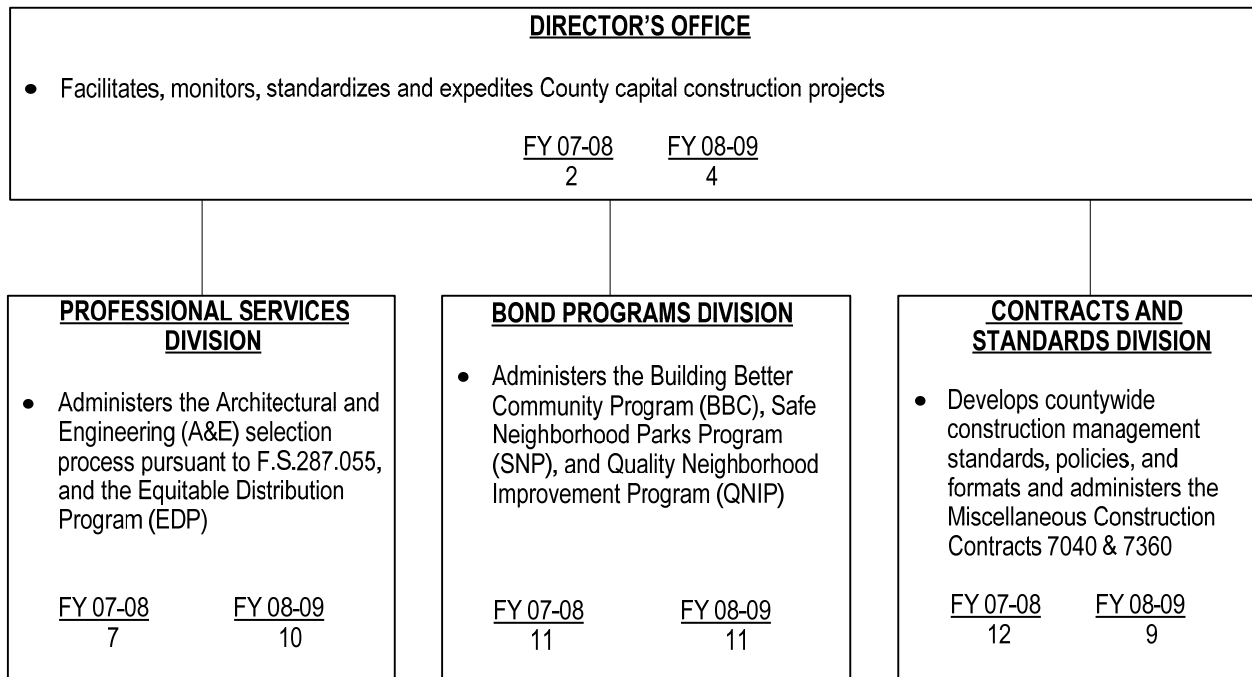 DIRECTOR'S OFFICE
• Facilitates, monitors, standardizes and expedites County capital construction projects
FY 07-08 FY 08-09
2 4
PROFESSIONAL SERVICES
DIVISION
• Administers the Architectural and
Engineering (A&E) selection
process pursuant to F.S.287.055,
and the Equitable Distribution
Program (EDP)
FY 07-08 FY 08-09
7 10
BOND PROGRAMS DIVISION
• Administers the Building Better
Community Program (BBC), Safe
Neighborhood Parks Program
(SNP), and Quality Neighborhood
Improvement Program (QNIP)
FY 07-08 FY 08-09
11 11
CONTRACTS AND
STANDARDS DIVISION
• Develops countywide
construction management
standards, policies, and
formats and administers the
Miscellaneous Construction
Contracts 7040 & 7360
FY 07-08 FY 08-09
12 9